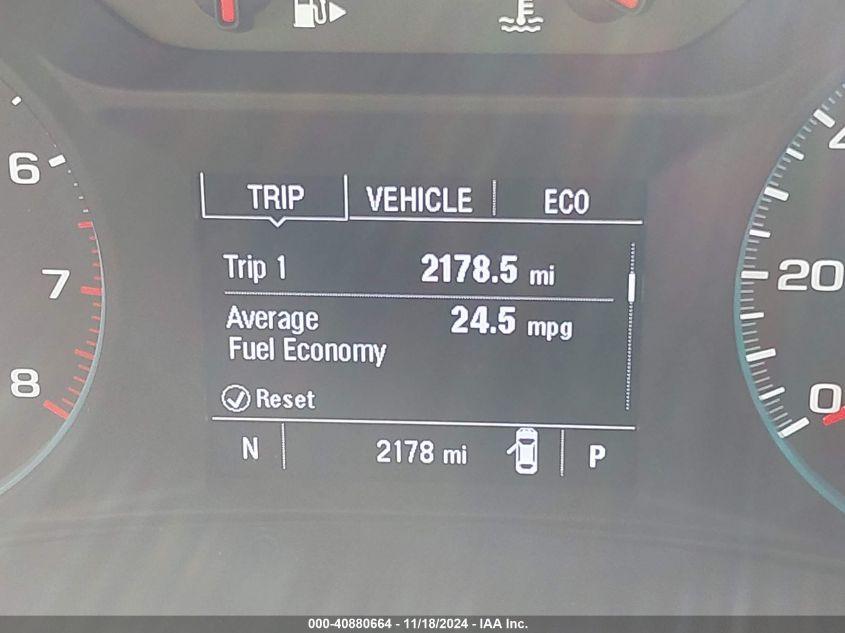 6
7
8
TRIP VEHICLE ECO
Trip 1 2178.5 mi
Average 24.5 mpg
Fuel Economy
Reset
N 2178 mi P
20
0
000-40880664 - 11/18/2024 - IAA Inc.